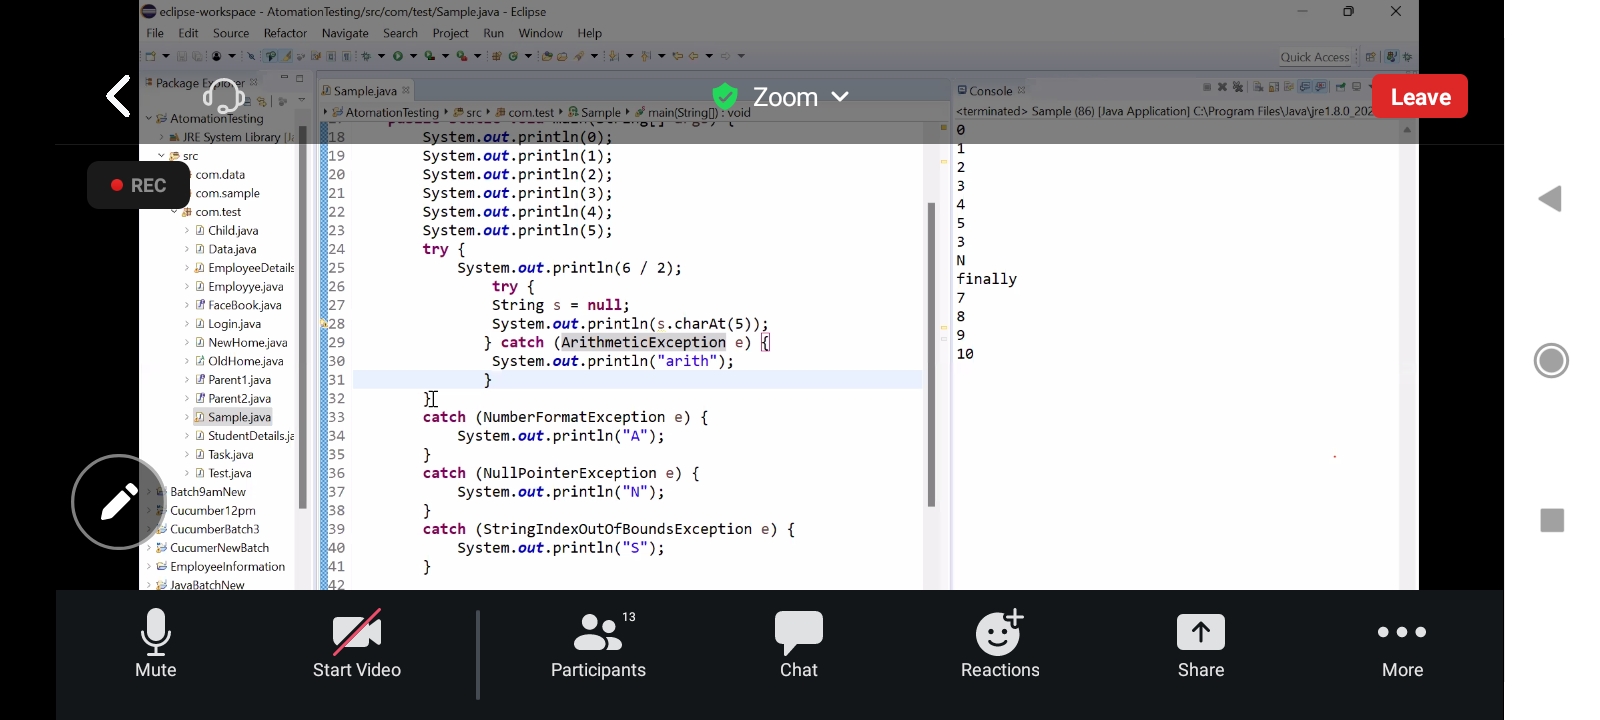 eclipse-workspace - AtomationTesting/src/com/test/Sample.java - Eclipse
File Edit Source Refactor Navigate Search Project Run Window Help
Quick Access
Package Explorer
Sample.java
Zoom
Console
Leave
AtomationTesting
AtomationTesting src com.test Sample main(String[]) : void
<terminated> Sample (86) [Java Application] C:\Program Files\Java\jre1.8.0_202
JRE System Library [Ja
src
com.data
com.sample
com.test
Child.java
Data.java
EmployeeDetails
Employye.java
FaceBook.java
Login.java
NewHome.java
OldHome.java
Parent1.java
Parent2.java
Sample.java
StudentDetails.ja
Task.java
Test.java
Batch9amNew
Cucumber12pm
CucumberBatch3
CucumerNewBatch
EmployeeInformation
JavaBatchNew
REC
18 System.out.println(0);
19 System.out.println(1);
20 System.out.println(2);
21 System.out.println(3);
22 System.out.println(4);
23 System.out.println(5);
24 try {
25 System.out.println(6 / 2);
26 try {
27 String s = null;
28 System.out.println(s.charAt(5));
29 } catch (ArithmeticException e) {
30 System.out.println("arith");
31 }
32 }
33 catch (NumberFormatException e) {
34 System.out.println("A");
35 }
36 catch (NullPointerException e) {
37 System.out.println("N");
38 }
39 catch (StringIndexOutOfBoundsException e) {
40 System.out.println("S");
41 }
42
0
1
2
3
4
5
3
N
finally
7
8
9
10
Mute
Start Video
13
Participants
Chat
Reactions
Share
More